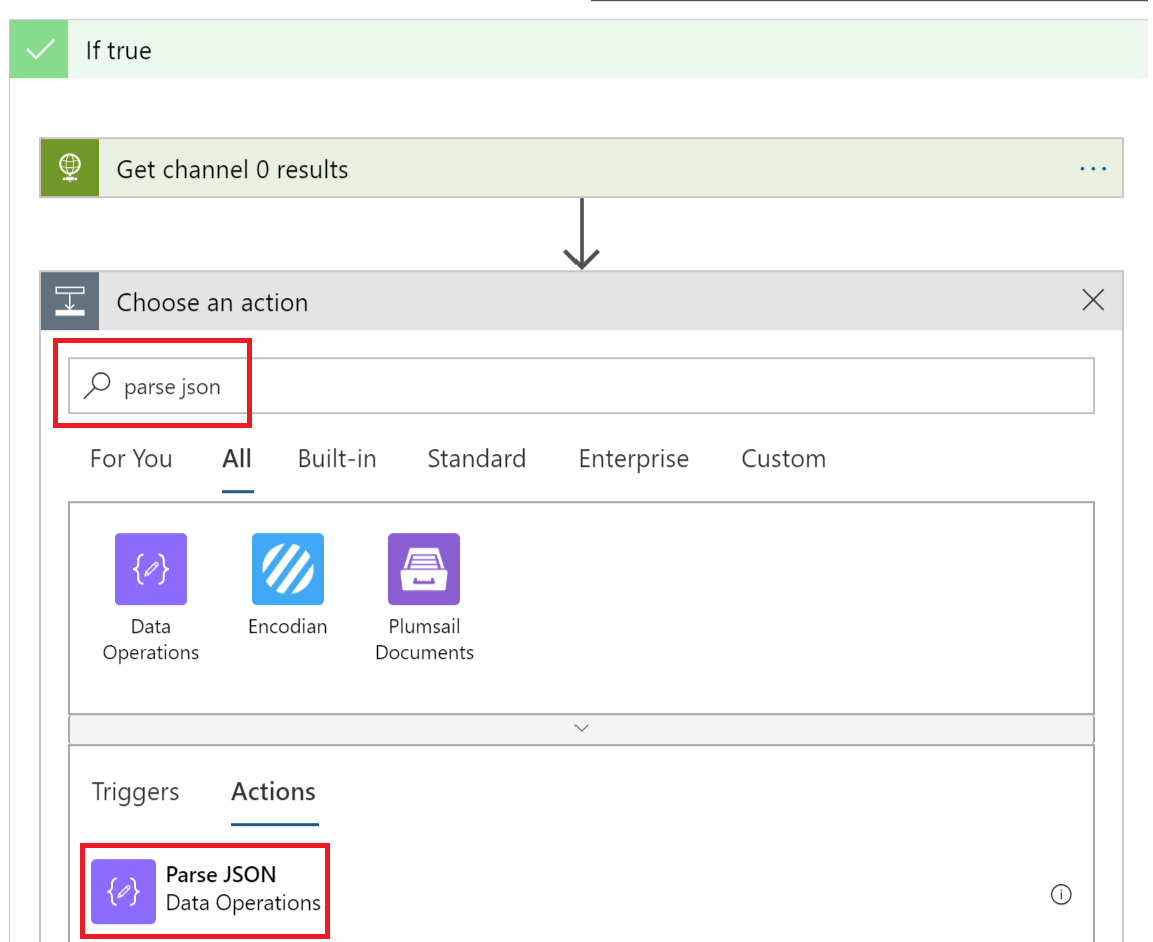 If true
Get channel 0 results
Choose an action
parse json
For You All Built-in Standard Enterprise Custom
Data Operations
Encodian
Plumsail Documents
Triggers Actions
Parse JSON
Data Operations